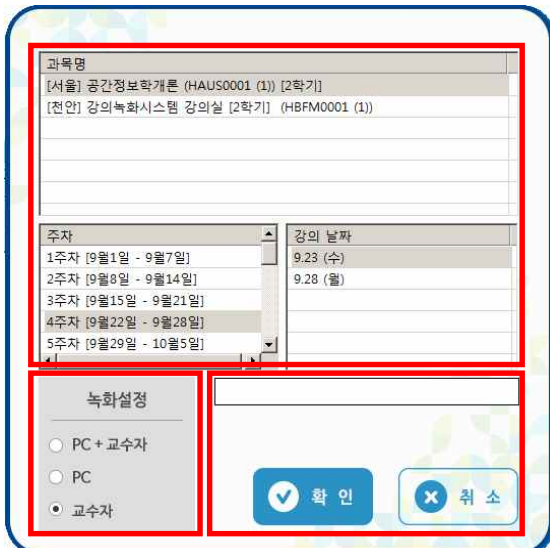 과목명
[서울] 공간정보학개론 (HAUS0001 (1)) [2학기]
[천안] 강의녹화시스템 강의실 [2학기] (HBFM0001 (1))
주차
1주차 [9월1일 - 9월7일]
2주차 [9월8일 - 9월14일]
3주차 [9월15일 - 9월21일]
4주차 [9월22일 - 9월28일]
5주차 [9월29일 - 10월5일]
강의 날짜
9.23 (수)
9.28 (월)
녹화설정
PC + 교수자
PC
교수자
확 인
취 소